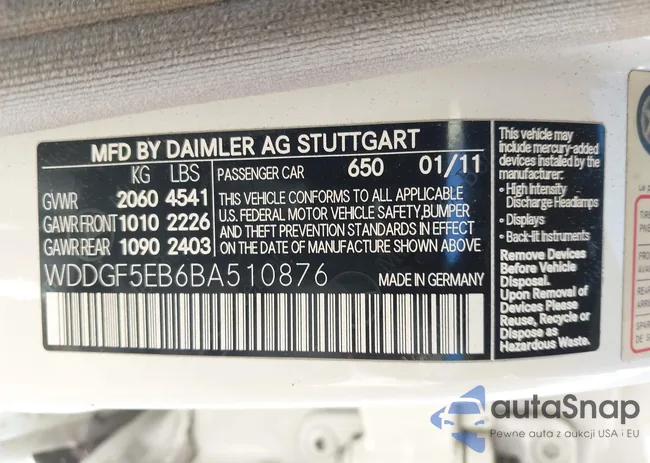 MFD BY DAIMLER AG STUTTGART
KG LBS PASSENGER CAR 650 01/11
GVWR 2060 4541
GAWR FRONT 1010 2226
GAWR REAR 1090 2403
THIS VEHICLE CONFORMS TO ALL APPLICABLE
U.S. FEDERAL MOTOR VEHICLE SAFETY,BUMPER
AND THEFT PREVENTION STANDARDS IN EFFECT
ON THE DATE OF MANUFACTURE SHOWN ABOVE
WDDGF5EB6BA510876 MADE IN GERMANY
This vehicle may
include mercury-added
devices installed by the
manufacturer:
• High Intensity
Discharge Headlamps
• Displays
• Back-lit Instruments
Remove Devices
Before Vehicle
Disposal.
Upon Removal of
Devices Please
Reuse, Recycle or
Dispose as
Hazardous Waste.
autaSnap
Pewne auta z aukcji USA i EU